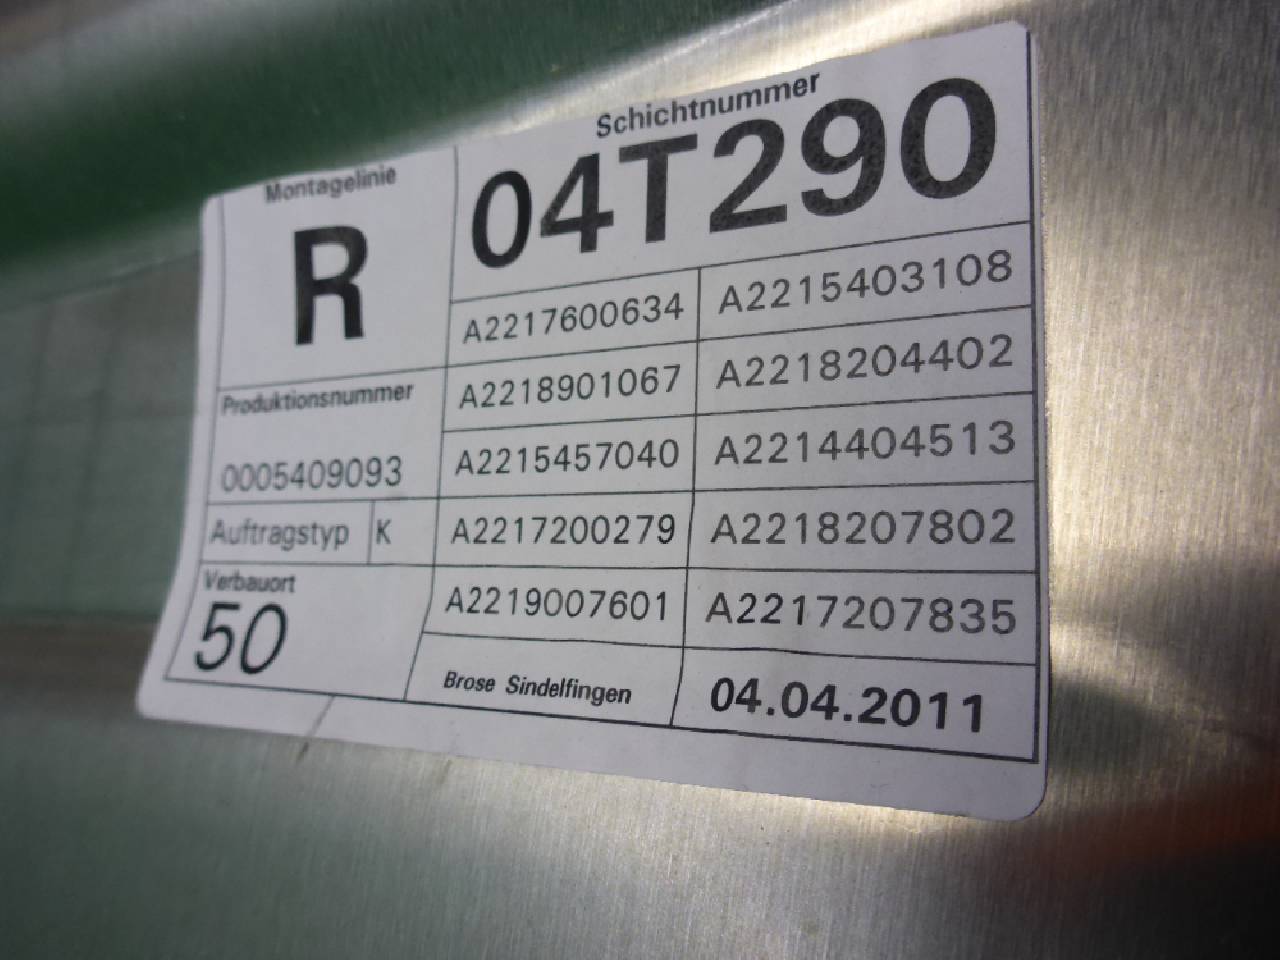 Montagelinie
R
Schichtnummer
04T290
Produktionsnummer
0005409093
Auftragstyp K
Verbauort
50
A2217600634 A2215403108
A2218901067 A2218204402
A2215457040 A2214404513
A2217200279 A2218207802
A2219007601 A2217207835
Brose Sindelfingen 04.04.2011